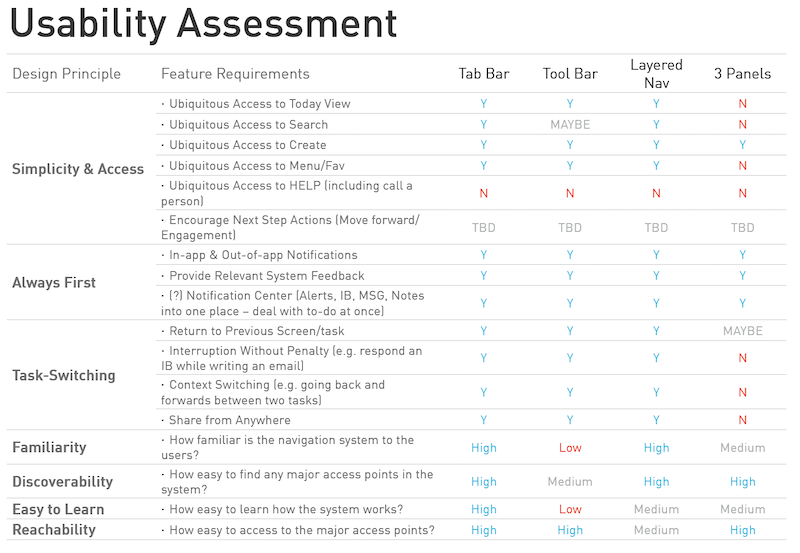 Usability Assessment
Design Principle Feature Requirements Tab Bar Tool Bar Layered Nav 3 Panels
Simplicity & Access
· Ubiquitous Access to Today View Y Y Y N
· Ubiquitous Access to Search Y MAYBE Y N
· Ubiquitous Access to Create Y Y Y Y
· Ubiquitous Access to Menu/Fav Y Y Y N
· Ubiquitous Access to HELP (including call a
person) N N N N
· Encourage Next Step Actions (Move forward/
Engagement) TBD TBD TBD TBD
Always First
· In-app & Out-of-app Notifications Y Y Y Y
· Provide Relevant System Feedback Y Y Y Y
· (?) Notification Center (Alerts, IB, MSG, Notes
into one place – deal with to-do at once) Y Y Y Y
Task-Switching
· Return to Previous Screen/task Y Y Y MAYBE
· Interruption Without Penalty (e.g. respond an
IB while writing an email) Y Y Y N
· Context Switching (e.g. going back and
forwards between two tasks) Y Y Y N
· Share from Anywhere Y Y Y N
Familiarity
· How familiar is the navigation system to the
users? High Low High Medium
Discoverability
· How easy to find any major access points in the
system? High Medium High High
Easy to Learn · How easy to learn how the system works? High Low Medium Medium
Reachability · How easy to access to the major access points? High High Medium High